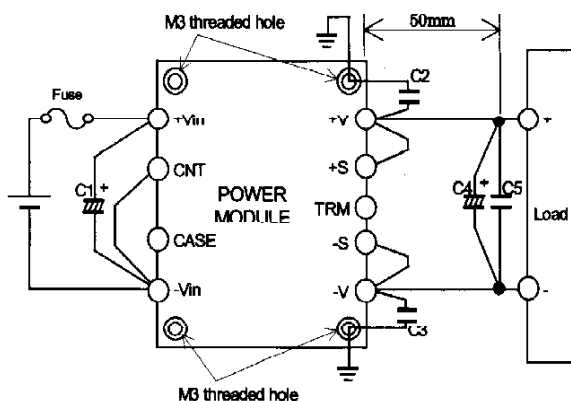 M3 threaded hole
50mm
C2
Fuse
+Vin
+V
+
CNT
+S
C1
+
POWER
MODULE
TRM
C4
+
C5
Load
CASE
-S
-Vin
-V
-
C3
M3 threaded hole